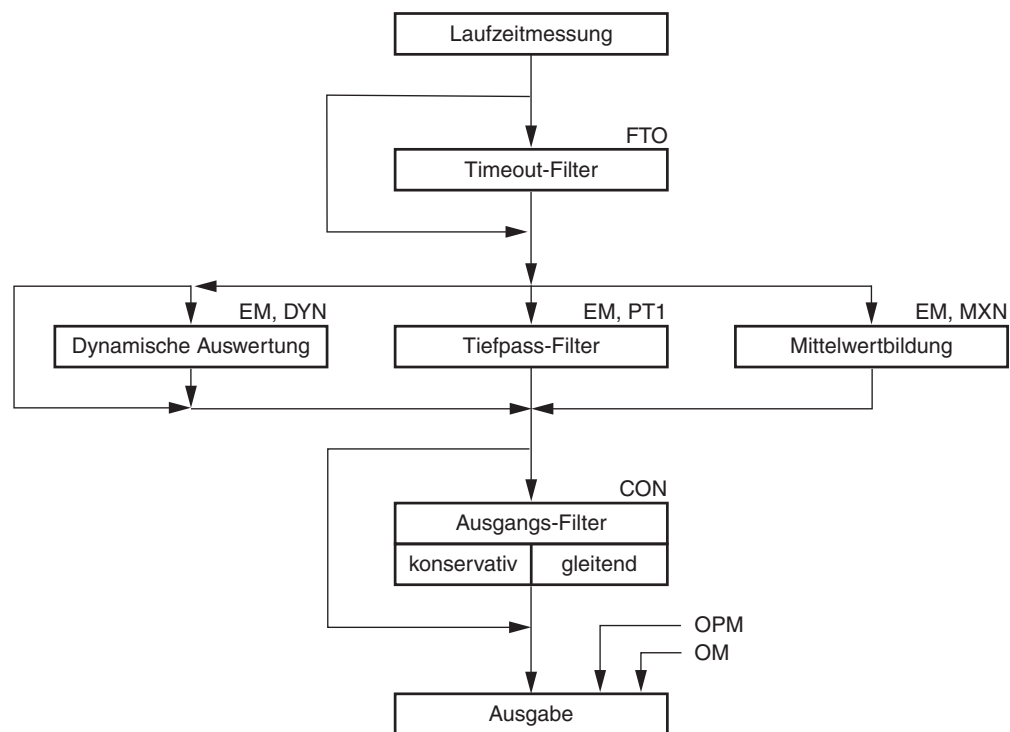 Laufzeitmessung
FTO
Timeout-Filter
EM, DYN
Dynamische Auswertung
EM, PT1
Tiefpass-Filter
EM, MXN
Mittelwertbildung
CON
Ausgangs-Filter
konservativ
gleitend
OPM
OM
Ausgabe